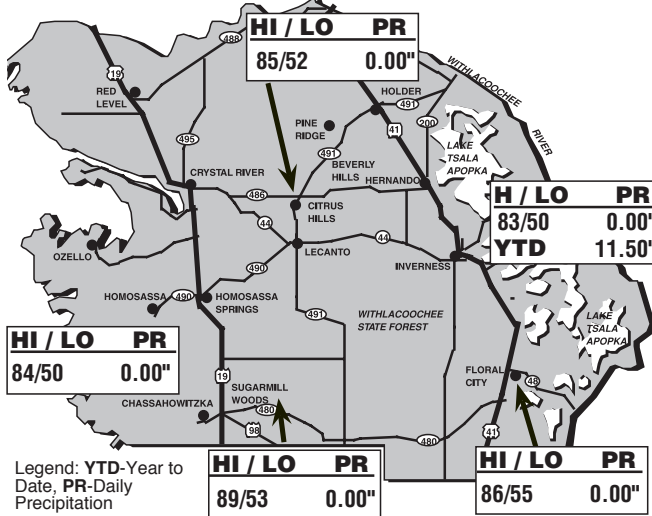 HI / LO PR
85/52 0.00"
488
19
RED
LEVEL
WITHLACOOCHEE
RIVER
HOLDER
491
PINE
RIDGE
41
200
495
LAKE
TSALA
APOPKA
491
BEVERLY
HILLS
CRYSTAL RIVER
HERNANDO
486
CITRUS
HILLS
H / LO PR
83/50 0.00"
YTD 11.50"
44
44
OZELLO
LECANTO
INVERNESS
490
HOMOSASSA
490
HOMOSASSA
SPRINGS
491
WITHLACOOCHEE
STATE FOREST
LAKE
TSALA
APOPKA
HI / LO PR
84/50 0.00"
19
SUGARMILL
WOODS
FLORAL
CITY
48
CHASSAHOWITZKA
480
98
480
41
Legend: YTD-Year to
Date, PR-Daily
Precipitation
HI / LO PR
89/53 0.00"
HI / LO PR
86/55 0.00"